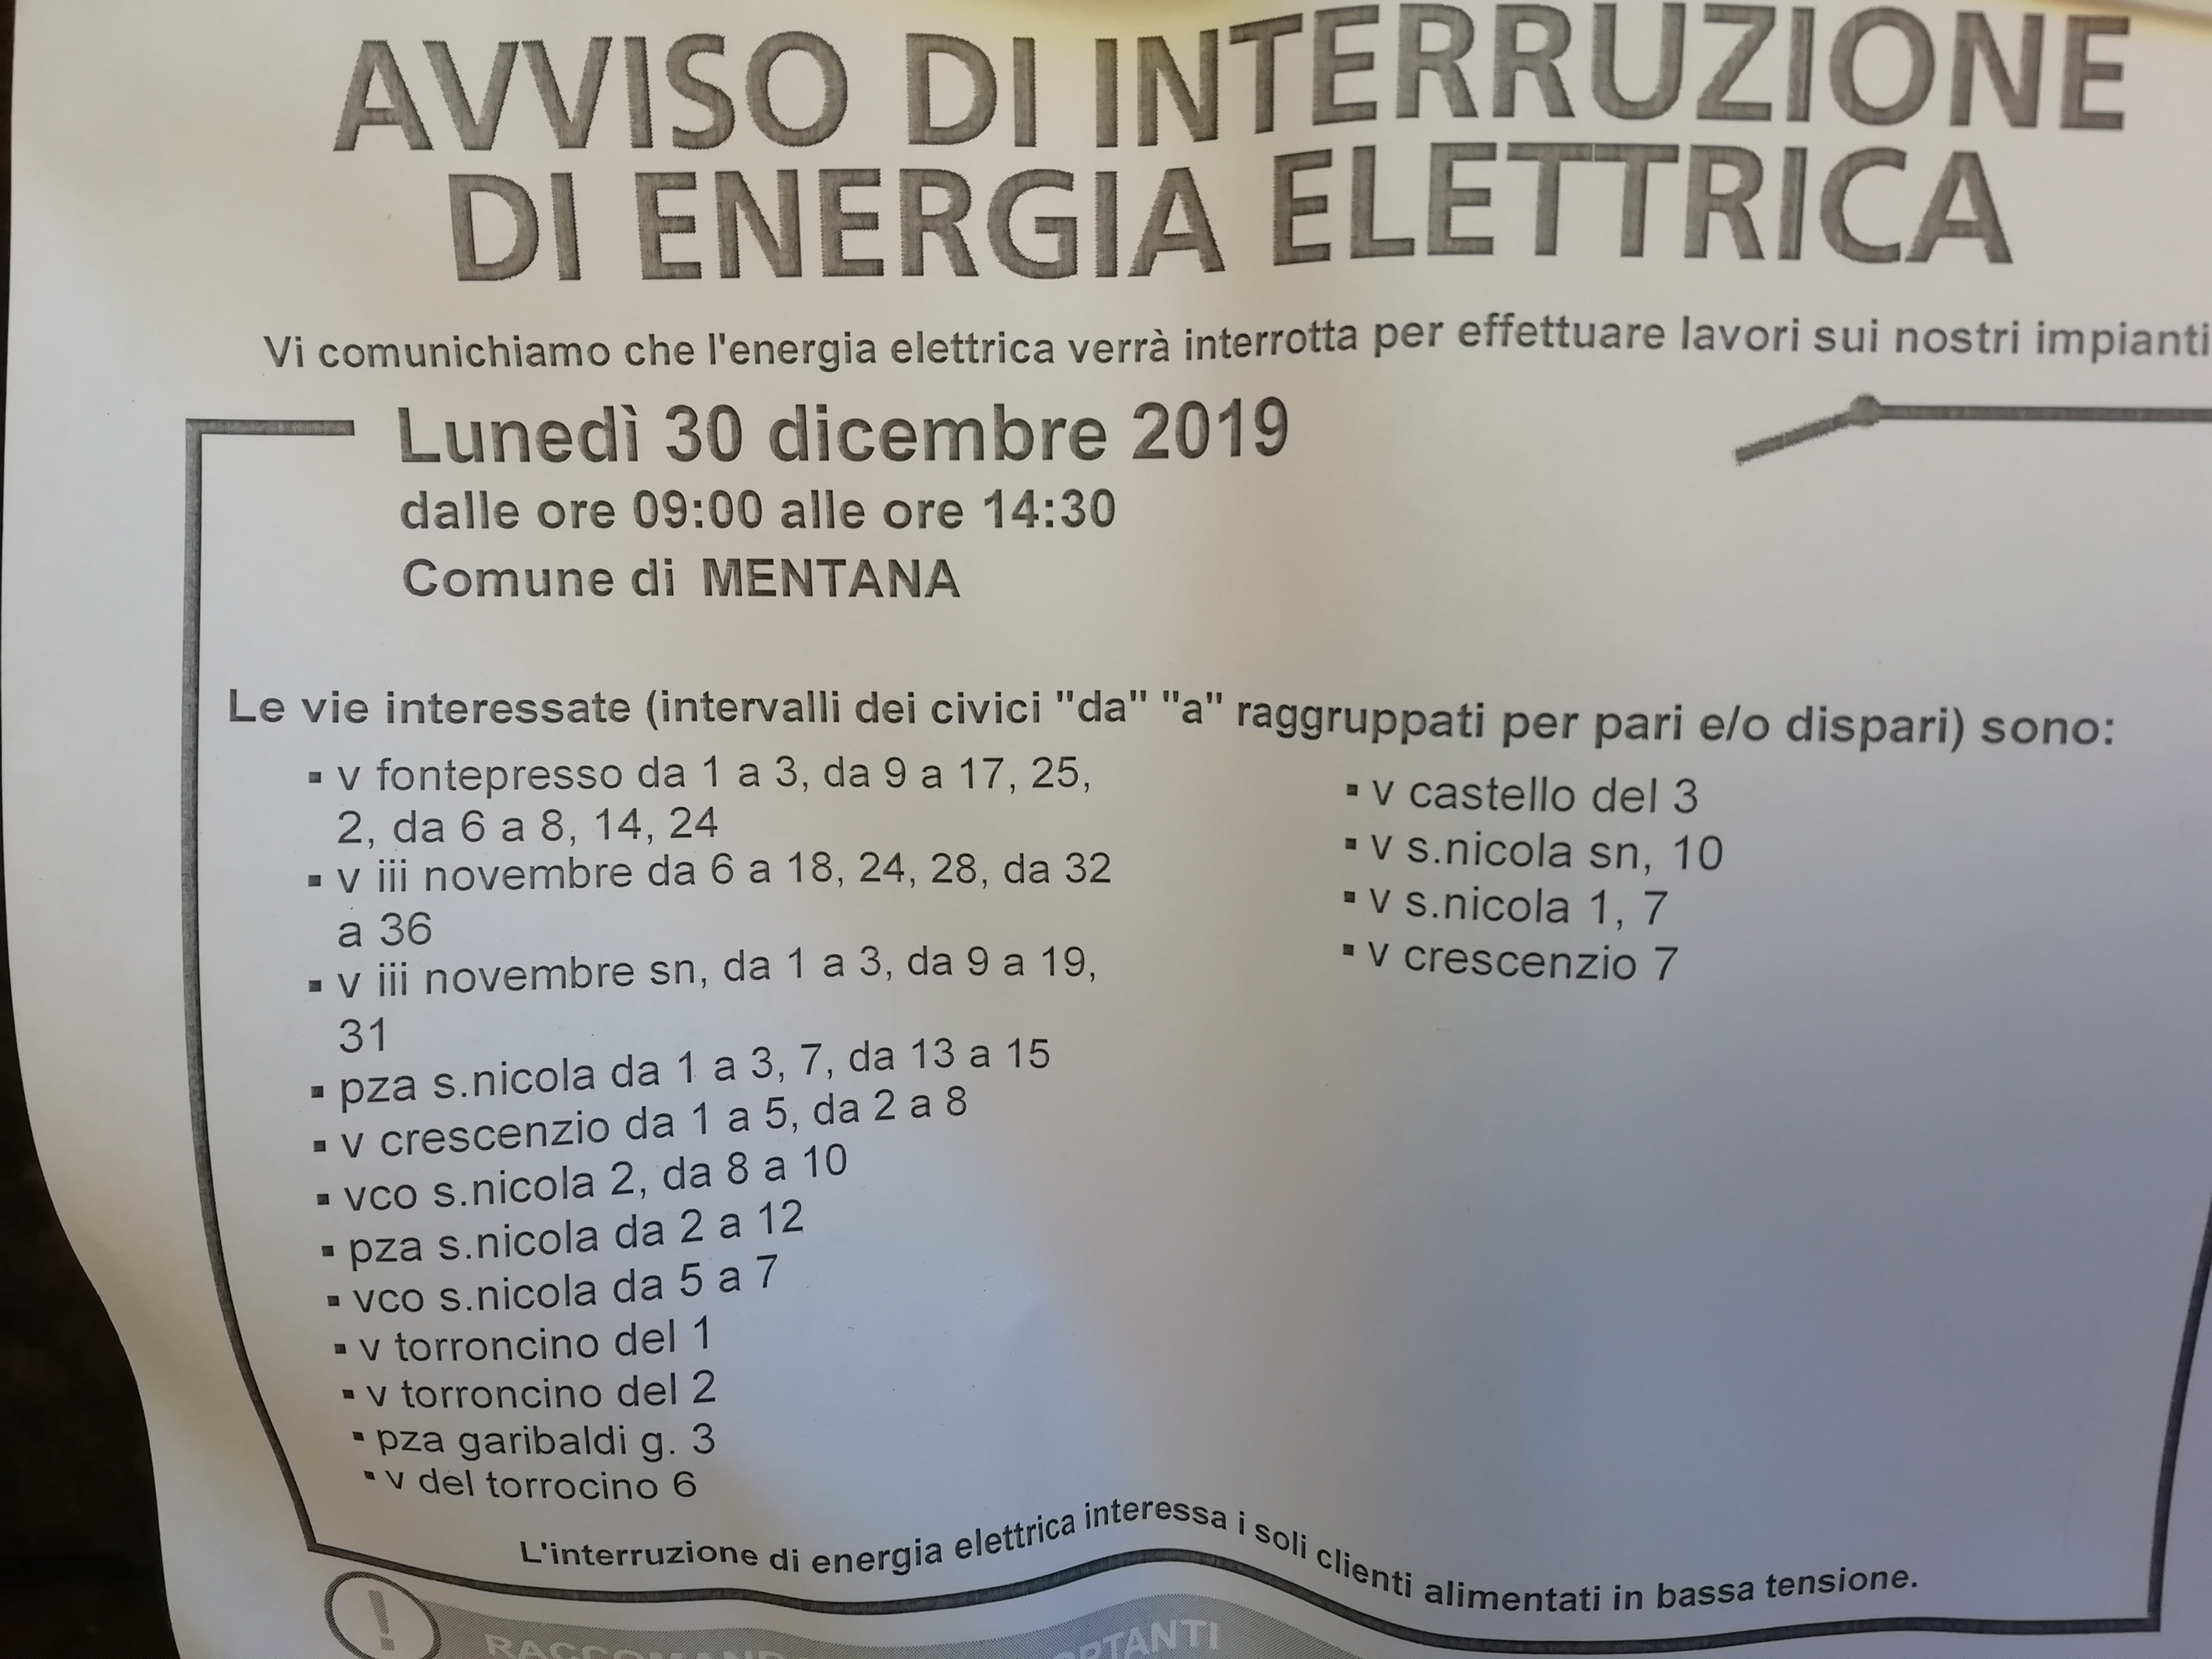 AVVISO DI INTERRUZIONE
DI ENERGIA ELETTRICA
Vi comunichiamo che l'energia elettrica verrà interrotta per effettuare lavori sui nostri impianti
Lunedì 30 dicembre 2019
dalle ore 09:00 alle ore 14:30
Comune di MENTANA
Le vie interessate (intervalli dei civici "da" "a" raggruppati per pari e/o dispari) sono:
▪ v fontepresso da 1 a 3, da 9 a 17, 25,
2, da 6 a 8, 14, 24
▪ v iii novembre da 6 a 18, 24, 28, da 32
a 36
▪ v iii novembre sn, da 1 a 3, da 9 a 19,
31
▪ pza s.nicola da 1 a 3, 7, da 13 a 15
▪ v crescenzio da 1 a 5, da 2 a 8
▪ vco s.nicola 2, da 8 a 10
▪ pza s.nicola da 2 a 12
▪ vco s.nicola da 5 a 7
▪ v torroncino del 1
▪ v torroncino del 2
▪ pza garibaldi g. 3
▪ v del torrocino 6
▪ v castello del 3
▪ v s.nicola sn, 10
▪ v s.nicola 1, 7
▪ v crescenzio 7
L'interruzione di energia elettrica interessa i soli clienti alimentati in bassa tensione.
!